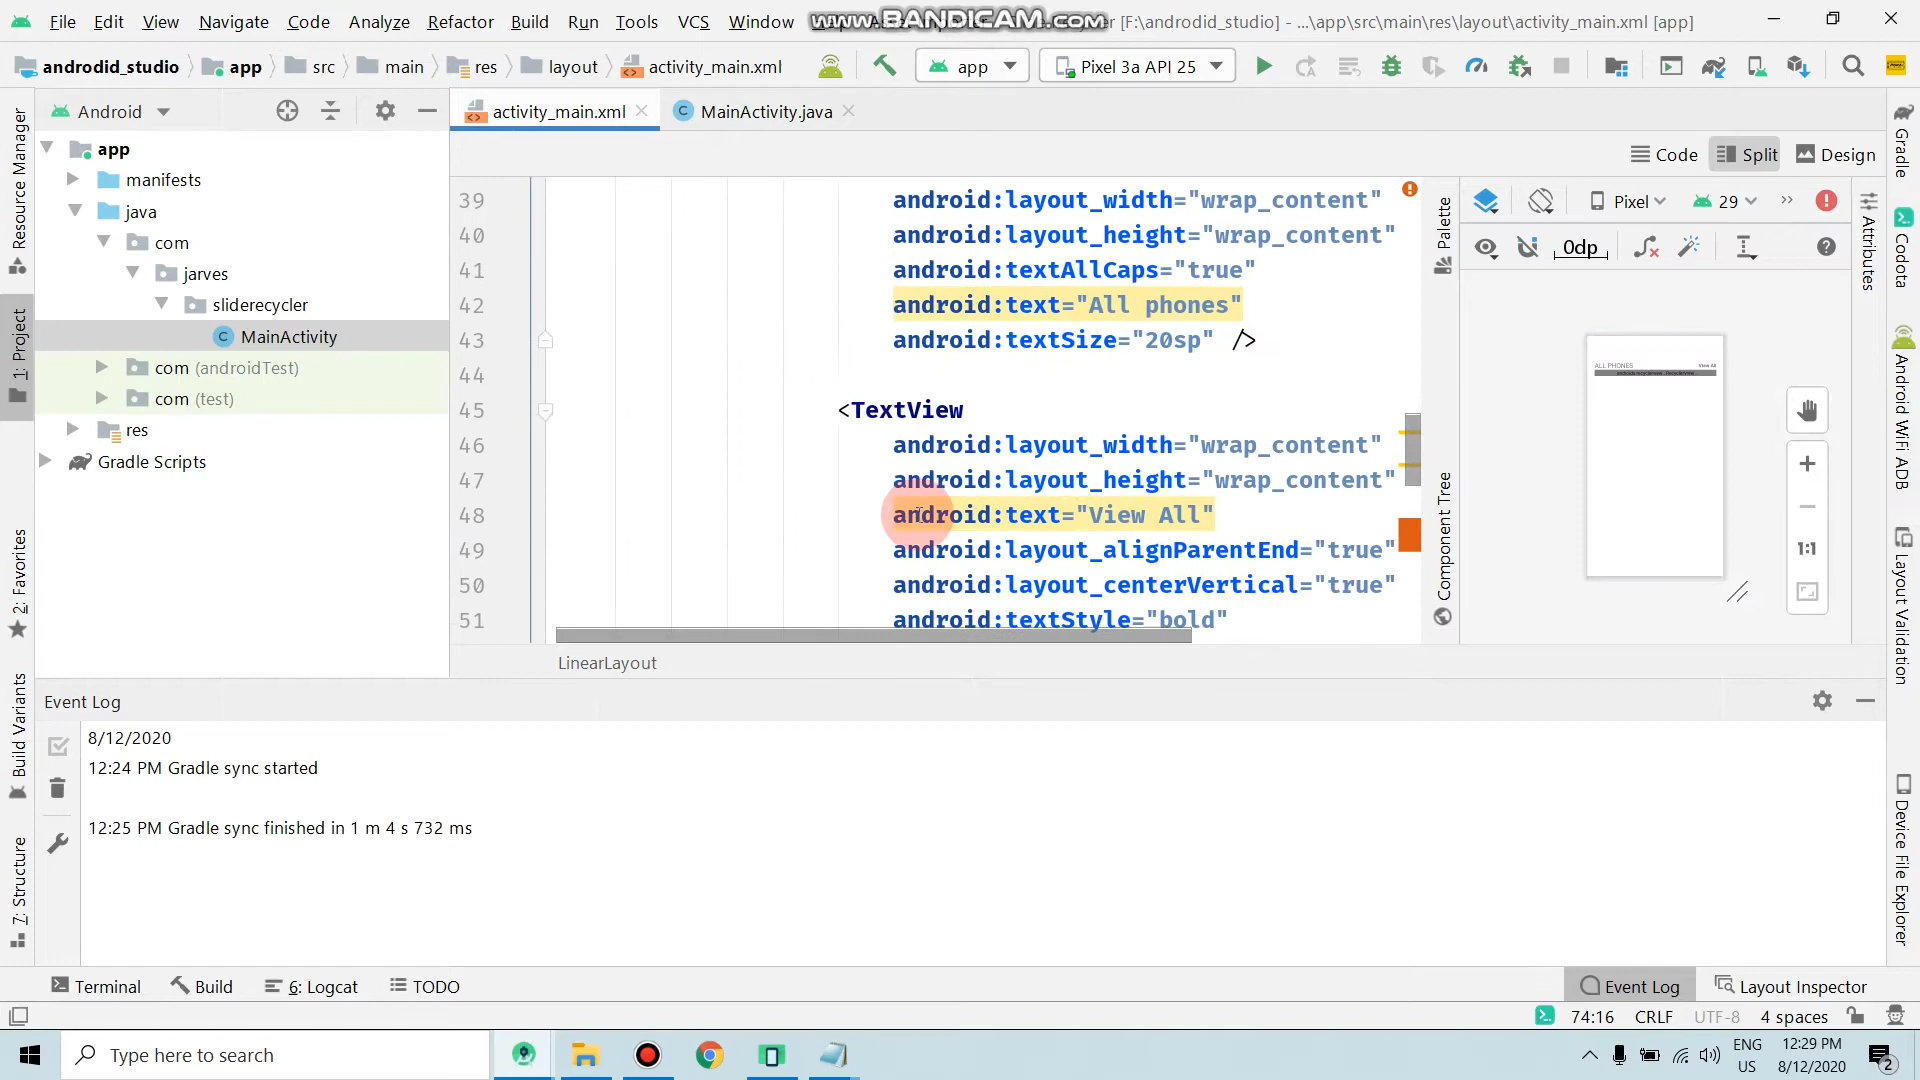 File Edit View Navigate Code Analyze Refactor Build Run Tools VCS Window
www.BANDICAM.com
[F:\androdid_studio] - ...\app\src\main\res\layout\activity_main.xml [app]
androdid_studio app src main res layout activity_main.xml
app
Pixel 3a API 25
Android
activity_main.xml
MainActivity.java
Code Split Design
app
manifests
java
com
jarves
sliderecycler
MainActivity
com (androidTest)
com (test)
res
Gradle Scripts
39 android:layout_width="wrap_content"
40 android:layout_height="wrap_content"
41 android:textAllCaps="true"
42 android:text="All phones"
43 android:textSize="20sp" />
44
45 <TextView
46 android:layout_width="wrap_content"
47 android:layout_height="wrap_content"
48 android:text="View All"
49 android:layout_alignParentEnd="true"
50 android:layout_centerVertical="true"
51 android:textStyle="bold"
LinearLayout
Palette
Component Tree
Pixel 29
0dp
ALL PHONES View All
1:1
Resource Manager
1: Project
2: Favorites
Build Variants
7: Structure
Gradle
Attributes
Codota
Android WiFi ADB
Layout Validation
Device File Explorer
Event Log
8/12/2020
12:24 PM Gradle sync started
12:25 PM Gradle sync finished in 1 m 4 s 732 ms
Terminal Build 6: Logcat TODO
Event Log Layout Inspector
74:16 CRLF UTF-8 4 spaces
Type here to search
ENG
US
12:29 PM
8/12/2020
2